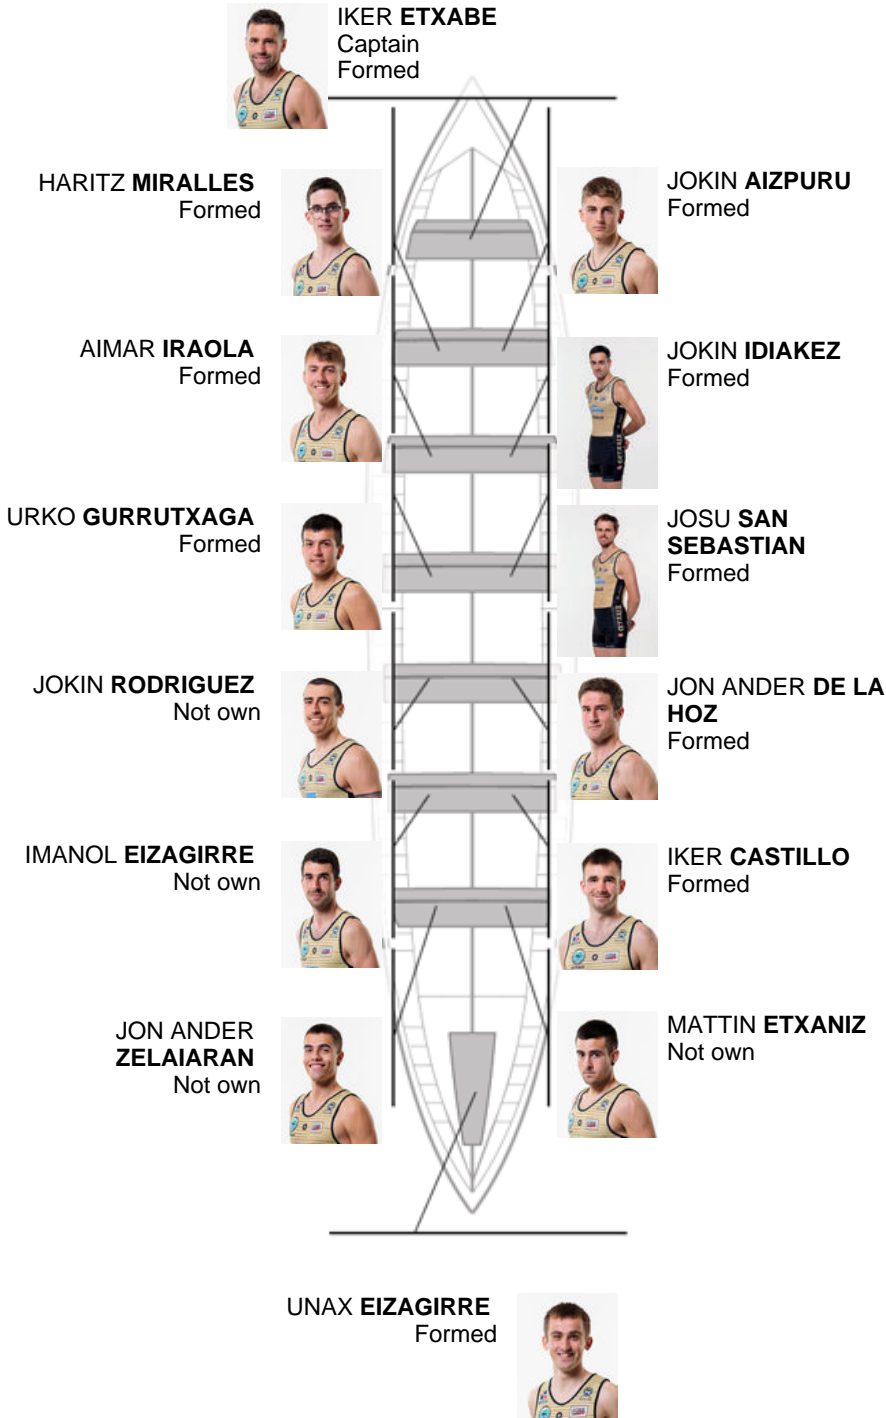 IKER ETXABE
Captain
Formed
HARITZ MIRALLES
Formed
JOKIN AIZPURU
Formed
AIMAR IRAOLA
Formed
JOKIN IDIAKEZ
Formed
URKO GURRUTXAGA
Formed
JOSU SAN
SEBASTIAN
Formed
JOKIN RODRIGUEZ
Not own
JON ANDER DE LA
HOZ
Formed
IMANOL EIZAGIRRE
Not own
IKER CASTILLO
Formed
JON ANDER
ZELAIARAN
Not own
MATTIN ETXANIZ
Not own
UNAX EIZAGIRRE
Formed